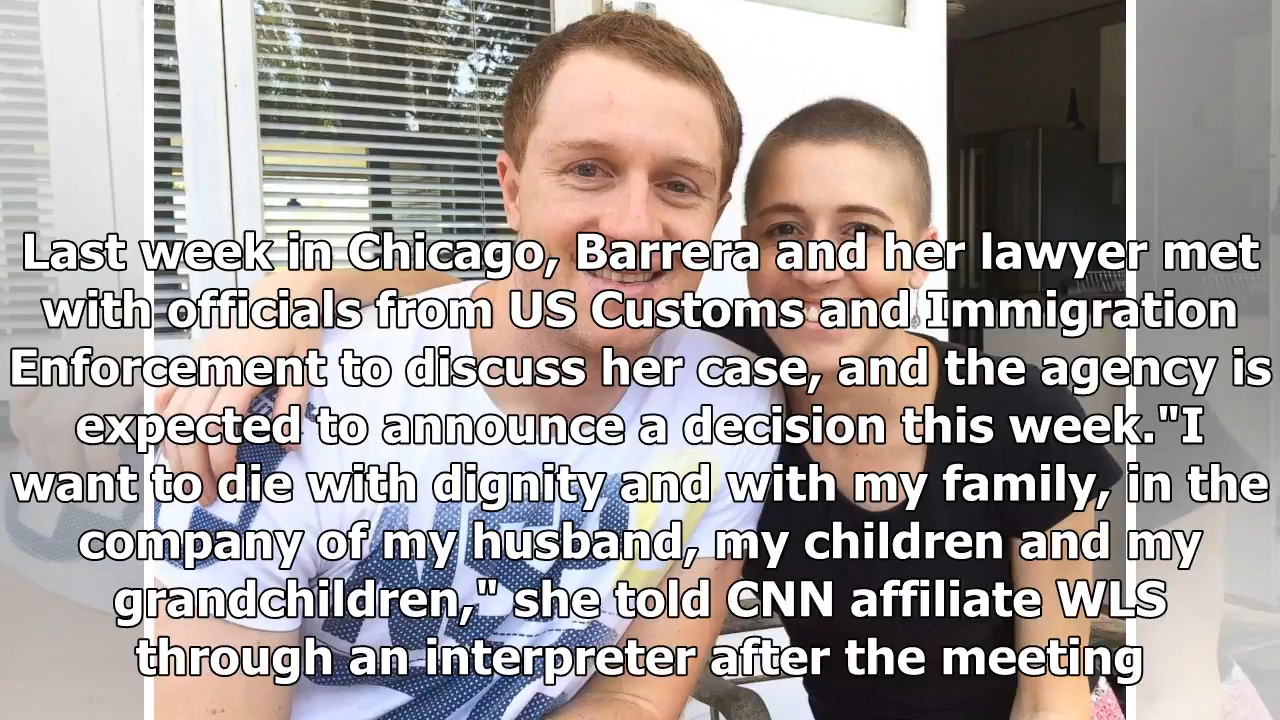 Last week in Chicago, Barrera and her lawyer met
with officials from US Customs and Immigration
Enforcement to discuss her case, and the agency is
expected to announce a decision this week."I
want to die with dignity and with my family, in the
company of my husband, my children and my
grandchildren," she told CNN affiliate WLS
through an interpreter after the meeting